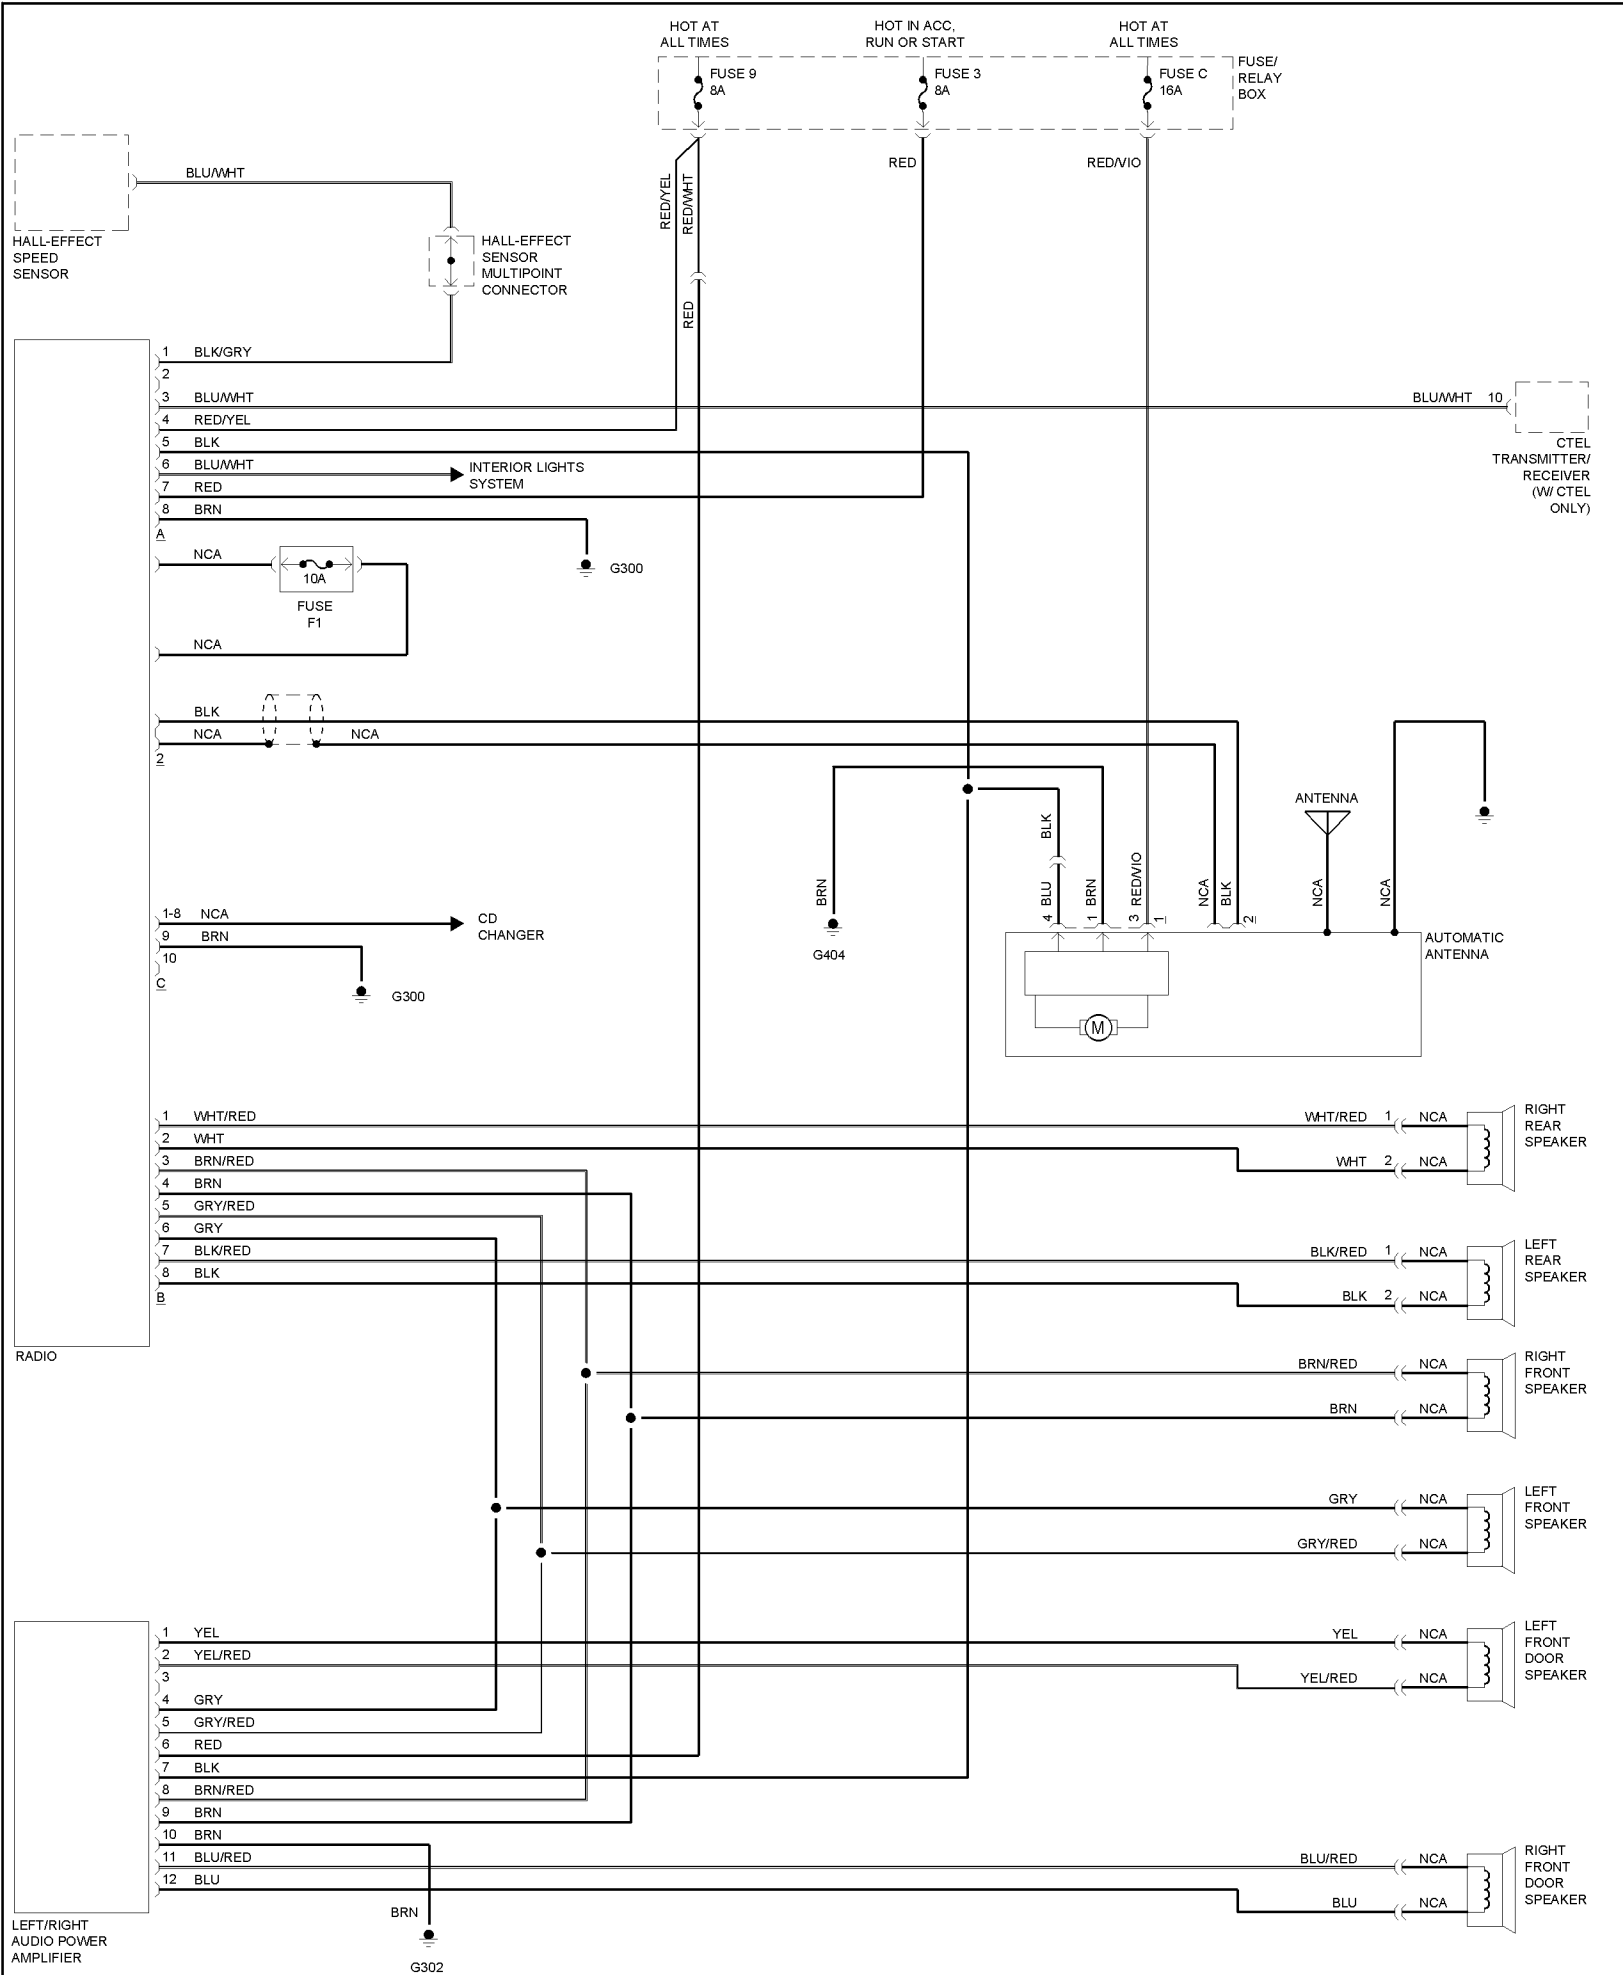 HOT AT
ALL TIMES
HOT IN ACC,
RUN OR START
HOT AT
ALL TIMES
FUSE 9
8A
FUSE 3
8A
FUSE C
16A
FUSE/
RELAY
BOX
RED/YEL
RED/WHT
RED
RED
RED/VIO
BLU/WHT
HALL-EFFECT
SPEED
SENSOR
HALL-EFFECT
SENSOR
MULTIPOINT
CONNECTOR
1 BLK/GRY
2
3 BLU/WHT
BLU/WHT 10
4 RED/YEL
5 BLK
6 BLU/WHT
INTERIOR LIGHTS
SYSTEM
7 RED
8 BRN
A
G300
CTEL
TRANSMITTER/
RECEIVER
(W/ CTEL
ONLY)
NCA
10A
FUSE
F1
NCA
BLK
NCA
NCA
2
ANTENNA
BLK
BRN
4 BLU
1 BRN
3 RED/VIO
1
NCA
BLK
2
NCA
NCA
G404
AUTOMATIC
ANTENNA
M
1-8 NCA
CD
CHANGER
9 BRN
10
C
G300
1 WHT/RED
2 WHT
3 BRN/RED
4 BRN
5 GRY/RED
6 GRY
7 BLK/RED
8 BLK
B
RADIO
WHT/RED 1 NCA
WHT 2 NCA
RIGHT
REAR
SPEAKER
BLK/RED 1 NCA
BLK 2 NCA
LEFT
REAR
SPEAKER
BRN/RED NCA
BRN NCA
RIGHT
FRONT
SPEAKER
GRY NCA
GRY/RED NCA
LEFT
FRONT
SPEAKER
1 YEL
2 YEL/RED
3
4 GRY
5 GRY/RED
6 RED
7 BLK
8 BRN/RED
9 BRN
10 BRN
11 BLU/RED
12 BLU
BRN
G302
LEFT/RIGHT
AUDIO POWER
AMPLIFIER
YEL NCA
YEL/RED NCA
LEFT
FRONT
DOOR
SPEAKER
BLU/RED NCA
BLU NCA
RIGHT
FRONT
DOOR
SPEAKER